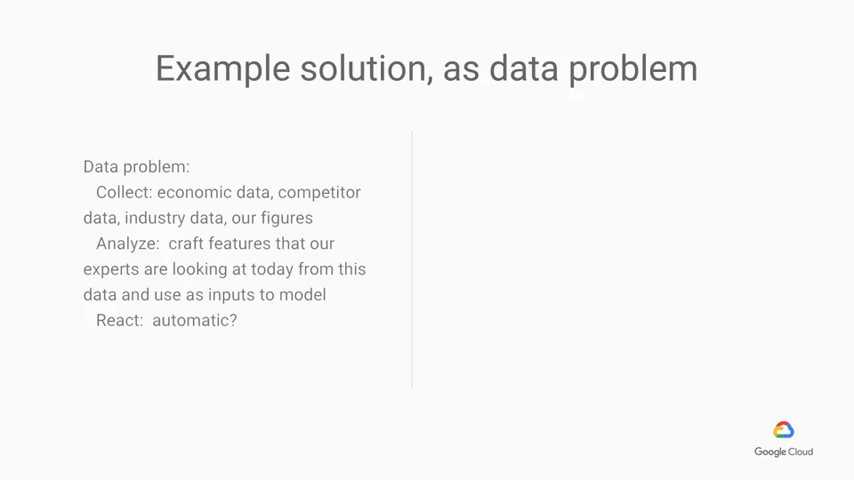 Example solution, as data problem
Data problem:
Collect: economic data, competitor
data, industry data, our figures
Analyze:  craft features that our
experts are looking at today from this
data and use as inputs to model
React:  automatic?
Google Cloud